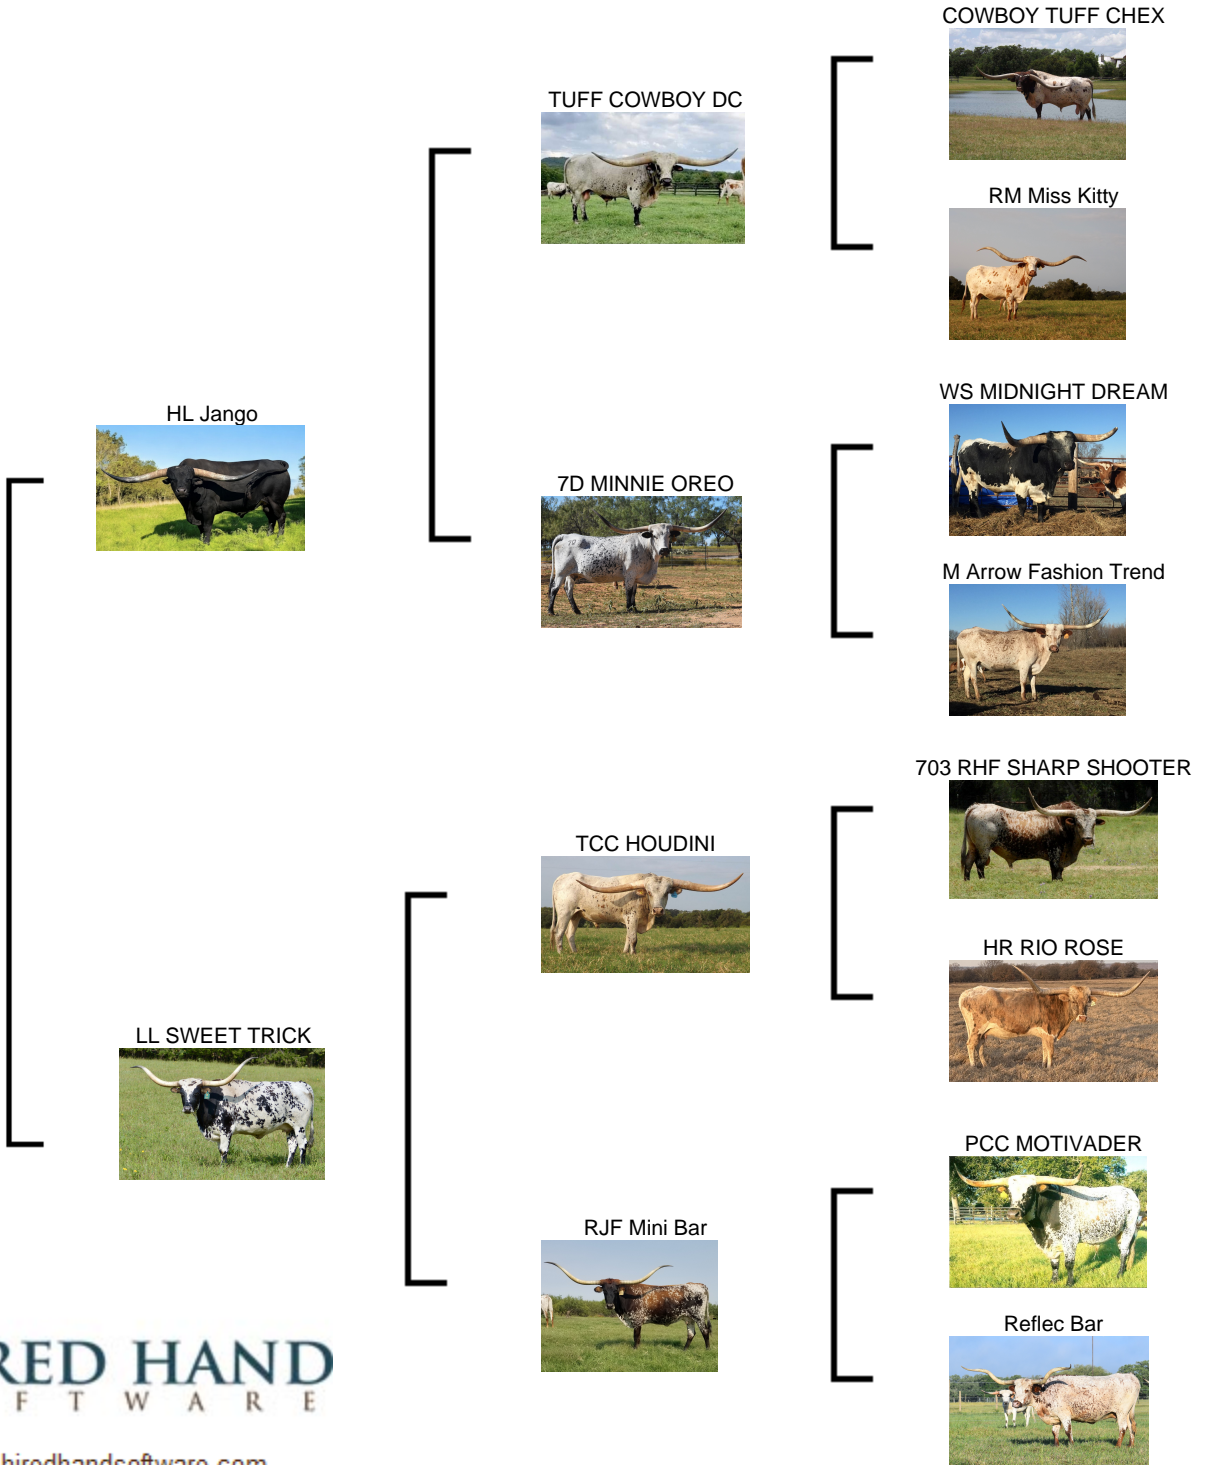 COWBOY TUFF CHEX
TUFF COWBOY DC
RM Miss Kitty
WS MIDNIGHT DREAM
HL Jango
7D MINNIE OREO
M Arrow Fashion Trend
703 RHF SHARP SHOOTER
TCC HOUDINI
HR RIO ROSE
LL SWEET TRICK
PCC MOTIVADER
RJF Mini Bar
Reflec Bar
RED HAND
F T W A R E
hiredhandsoftware.com